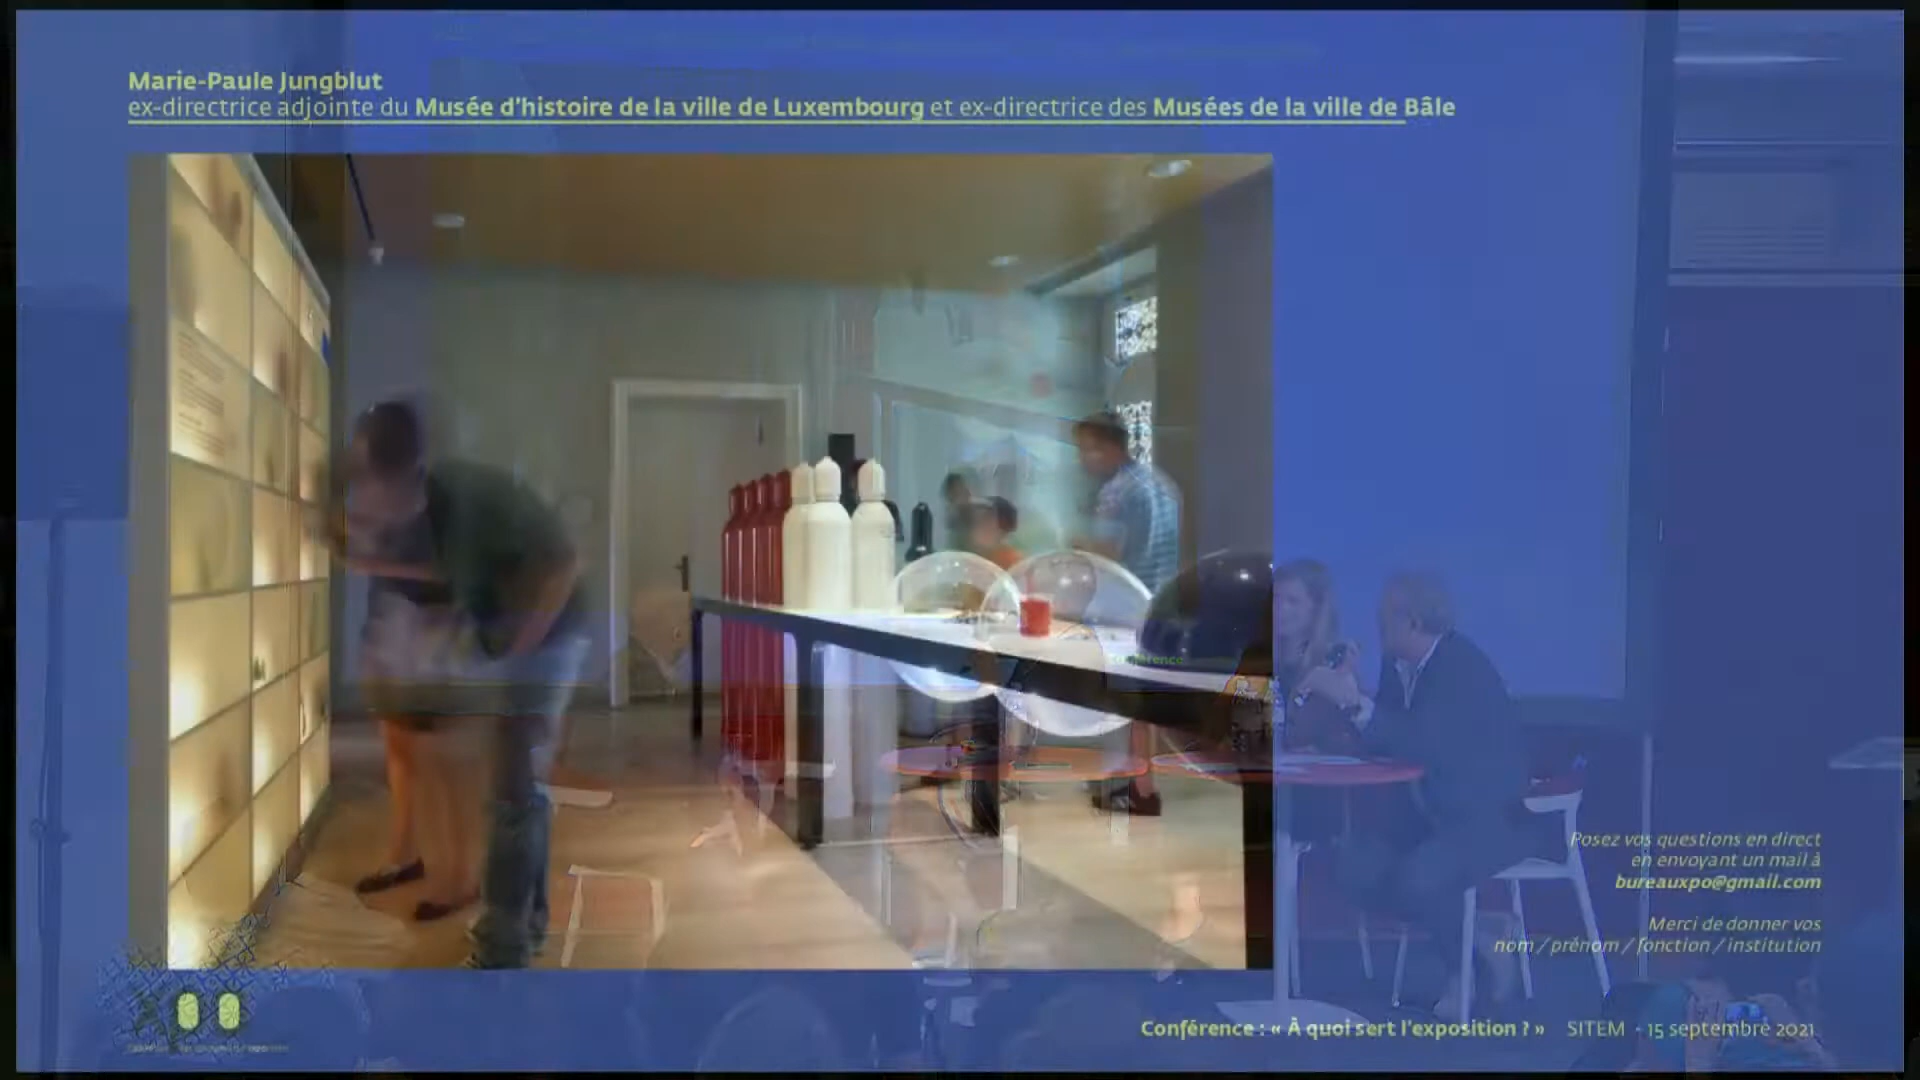 Marie-Paule Jungblut
ex-directrice adjointe du Musée d'histoire de la ville de Luxembourg et ex-directrice des Musées de la ville de Bâle
Conférence
Posez vos questions en direct
en envoyant un mail à
bureauxpo@gmail.com
Merci de donner vos
nom / prénom / fonction / institution
Conférence : « À quoi sert l'exposition ? » SITEM - 15 septembre 2021